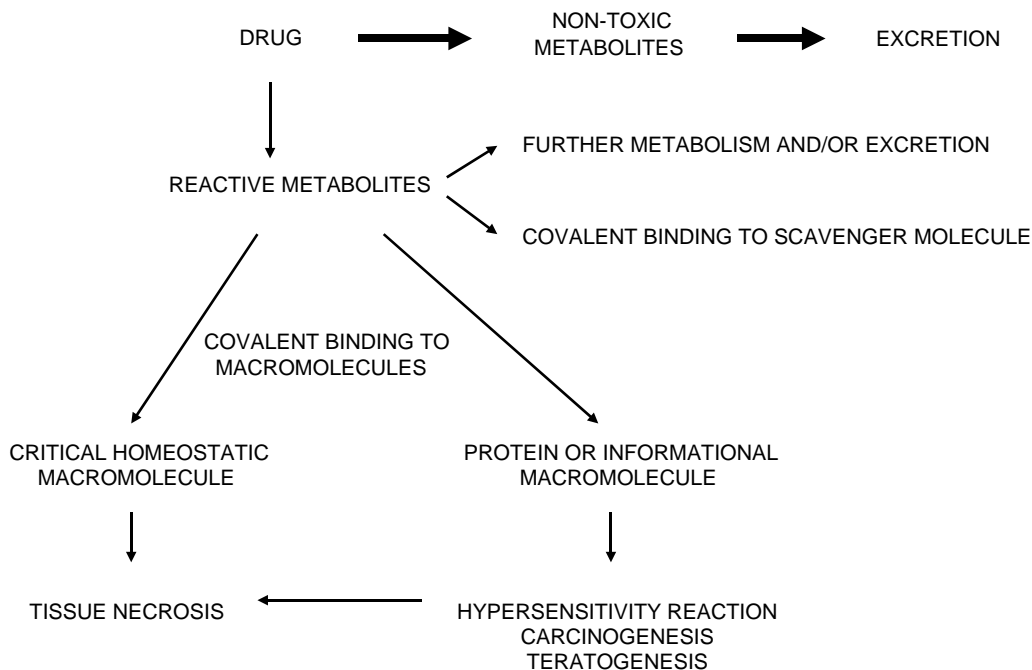 DRUG
NON-TOXIC
METABOLITES
EXCRETION
FURTHER METABOLISM AND/OR EXCRETION
REACTIVE METABOLITES
COVALENT BINDING TO SCAVENGER MOLECULE
COVALENT BINDING TO
MACROMOLECULES
CRITICAL HOMEOSTATIC
MACROMOLECULE
PROTEIN OR INFORMATIONAL
MACROMOLECULE
TISSUE NECROSIS
HYPERSENSITIVITY REACTION
CARCINOGENESIS
TERATOGENESIS